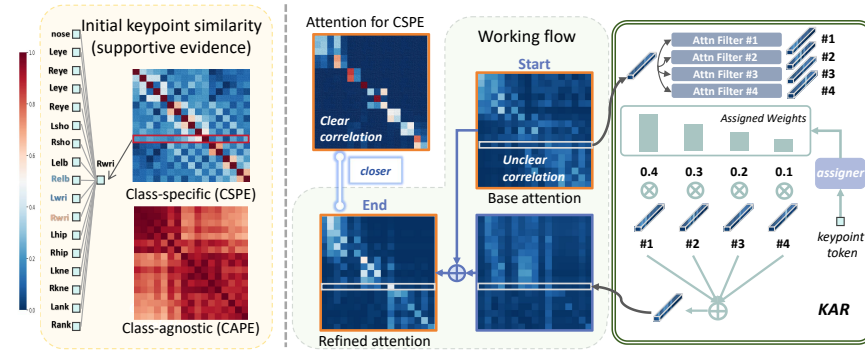 Initial keypoint similarity
(supportive evidence)
nose
Leye
Reye
Leye
Reye
Lsho
Rsho
Lelb
Relb
Lwri
Rwri
Lhip
Rhip
Lkne
Rkne
Lank
Rank
Rwri
1.0
0.8
0.6
0.4
0.2
0.0
Class-specific (CSPE)
Class-agnostic (CAPE)
Attention for CSPE
Clear
correlation
closer
End
Refined attention
Working flow
Start
Unclear
correlation
Base attention
Attn Filter #1
Attn Filter #2
Attn Filter #3
Attn Filter #4
#1
#2
#3
#4
Assigned Weights
0.4 0.3 0.2 0.1
assigner
#1 #2 #3 #4
keypoint
token
KAR